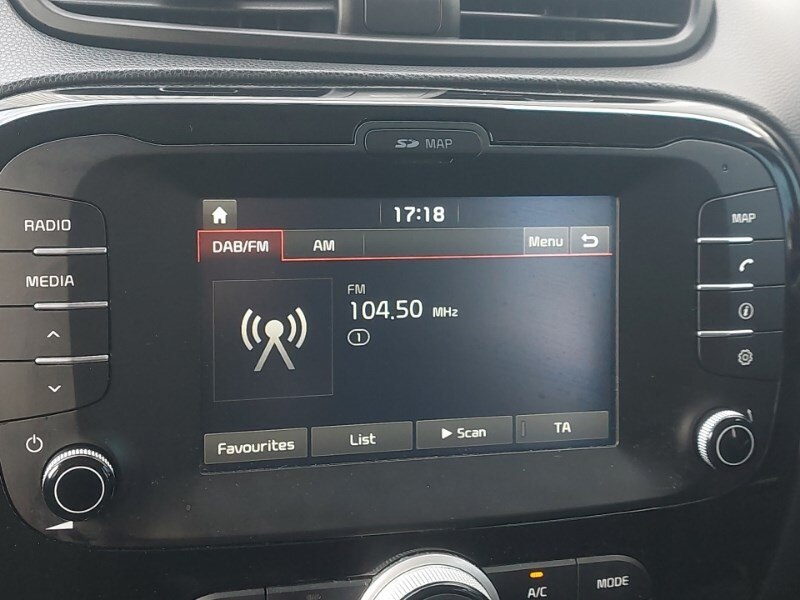 SD MAP
RADIO
MEDIA
17:18
DAB/FM AM Menu
FM
104.50 MHz
1
Favourites List Scan TA
MAP
i
A/C
MODE